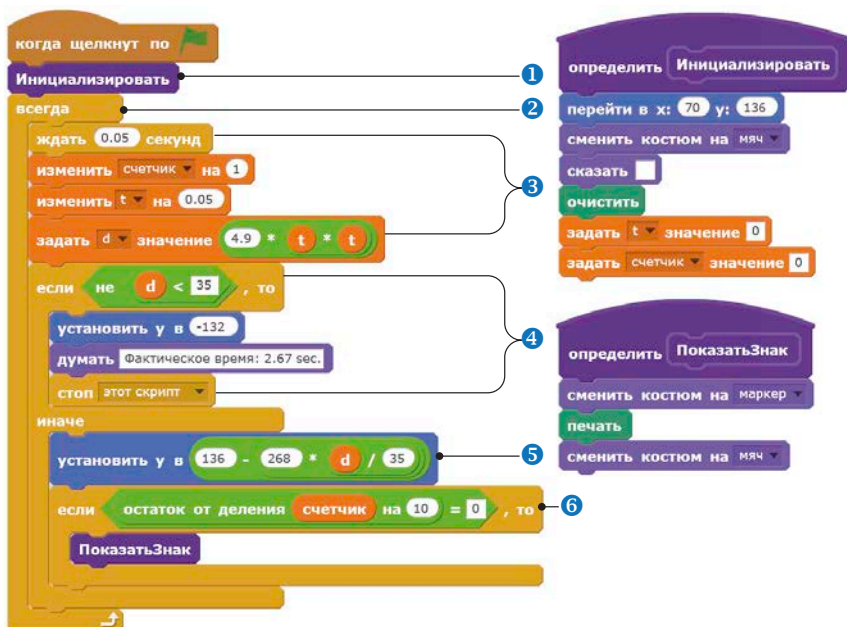 когда щелкнут по
Инициализировать
1
всегда
2
ждать 0.05 секунд
изменить счетчик на 1
изменить t на 0.05
задать d значение 4.9 * t * t
3
если не d < 35 , то
установить y в -132
думать Фактическое время: 2.67 sec.
стоп этот скрипт
4
иначе
установить y в 136 - 268 * d / 35
5
если остаток от деления счетчик на 10 = 0 , то
6
ПоказатьЗнак
определить Инициализировать
перейти в x: 70 y: 136
сменить костюм на мяч
сказать
очистить
задать t значение 0
задать счетчик значение 0
определить ПоказатьЗнак
сменить костюм на маркер
печать
сменить костюм на мяч